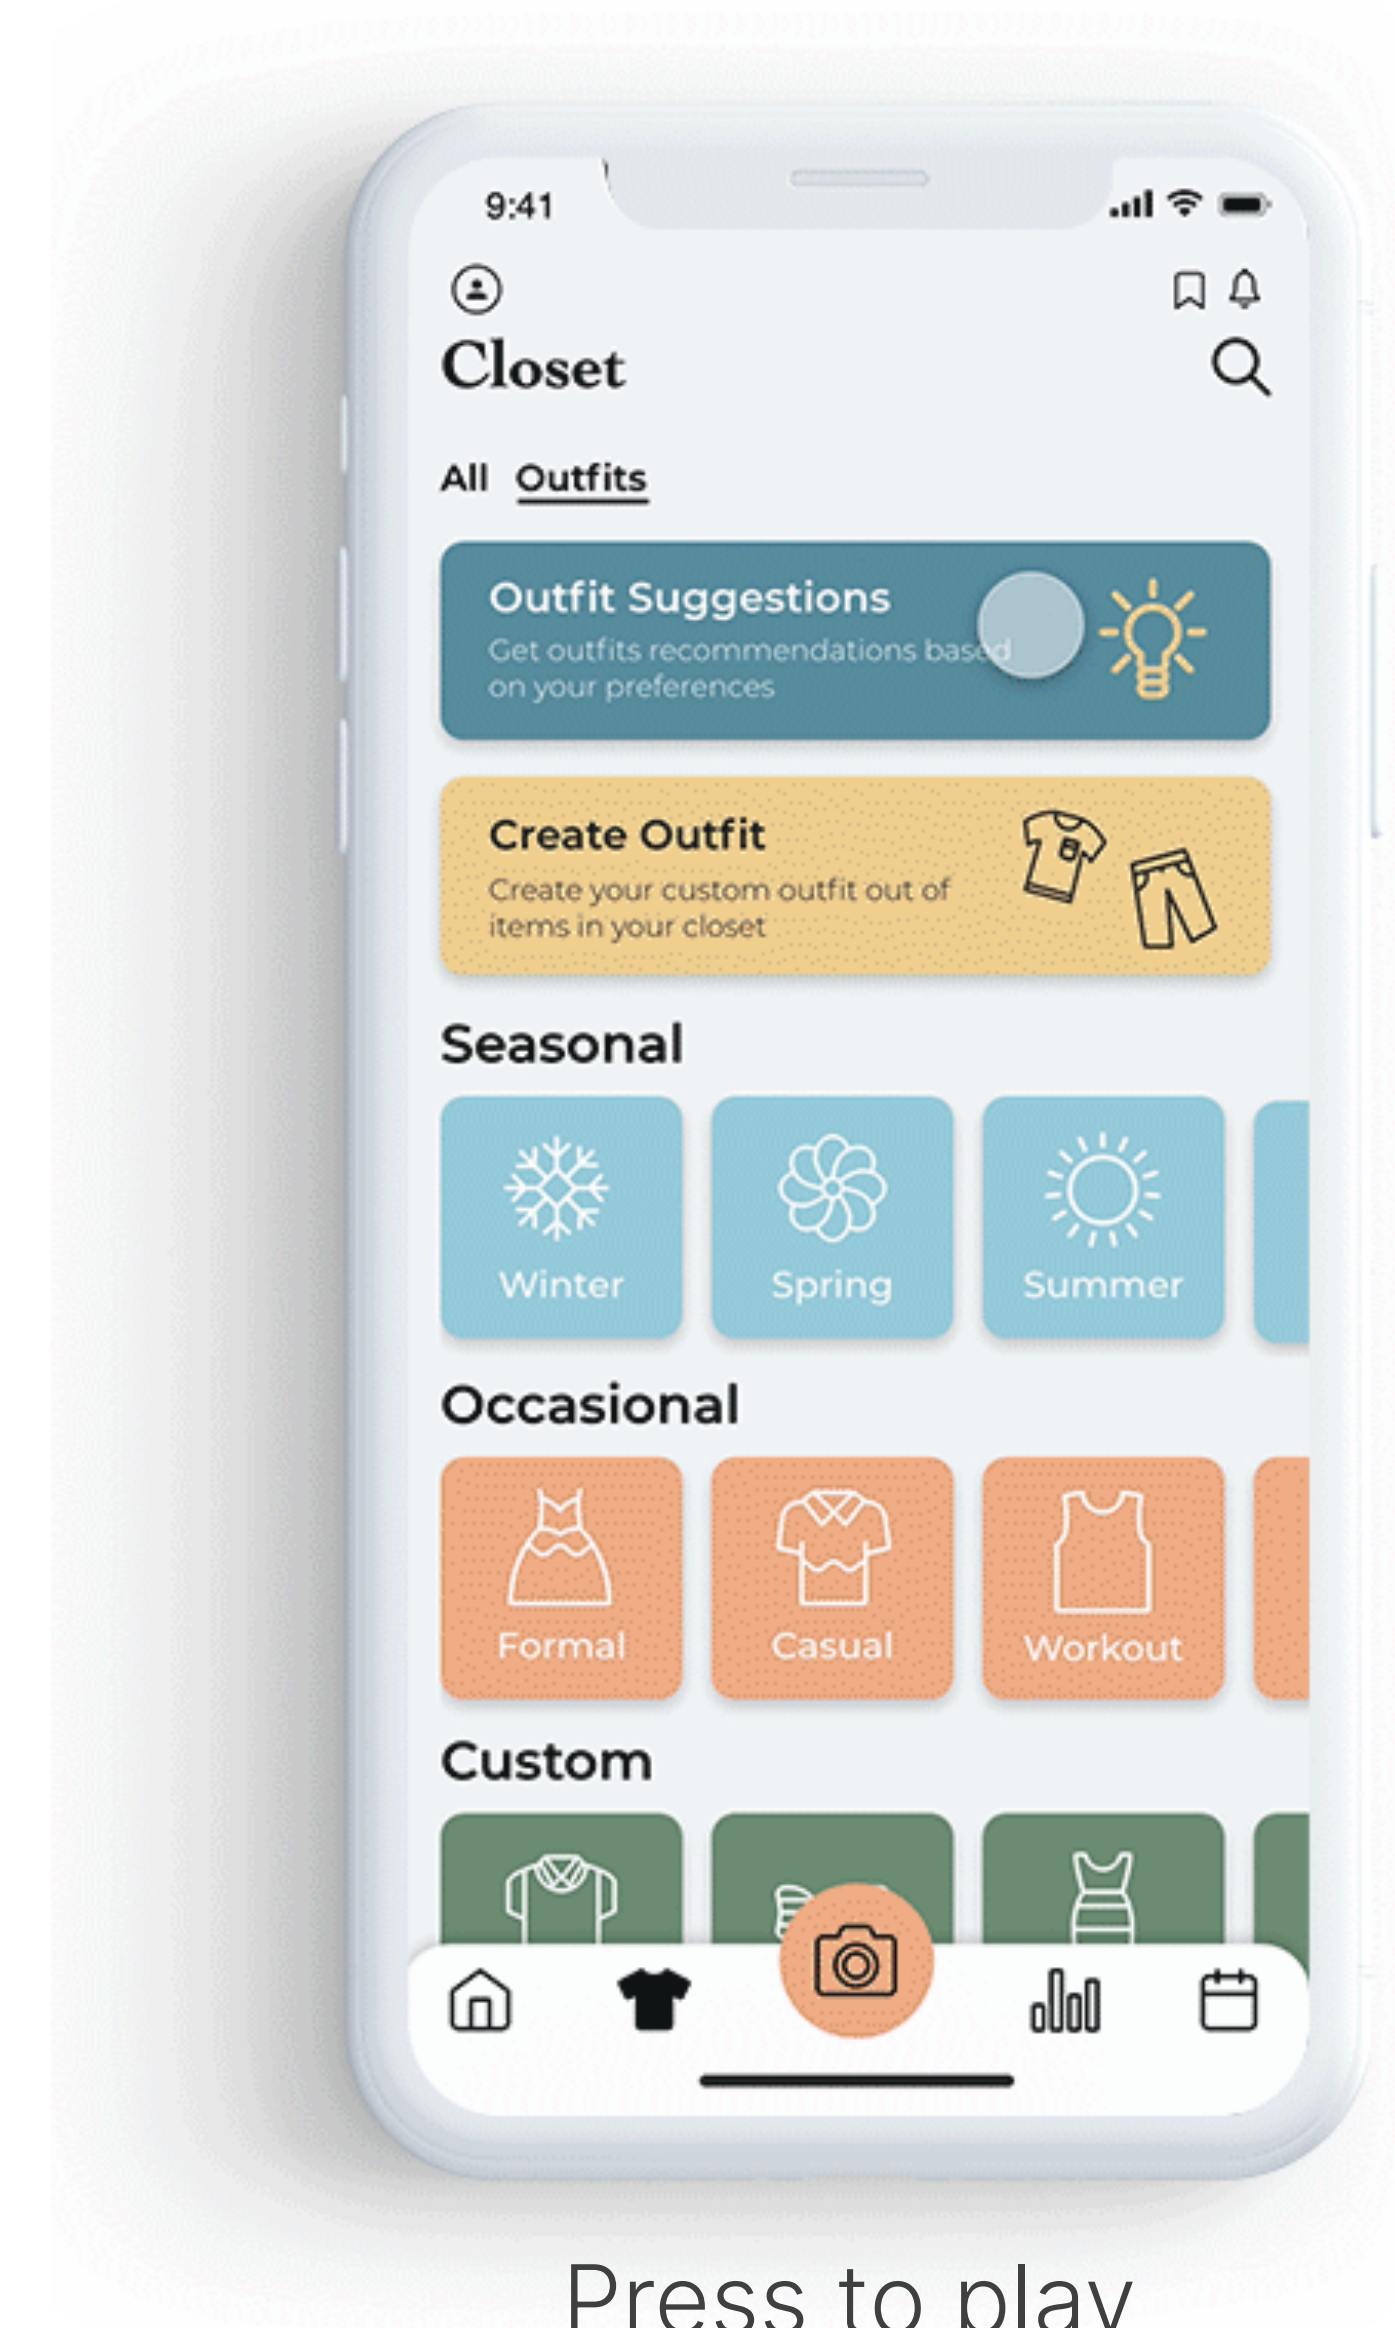 9:41
Closet
All Outfits
Outfit Suggestions
Get outfits recommendations based
on your preferences
Create Outfit
Create your custom outfit out of
items in your closet
Seasonal
Winter Spring Summer
Occasional
Formal Casual Workout
Custom
Press to play